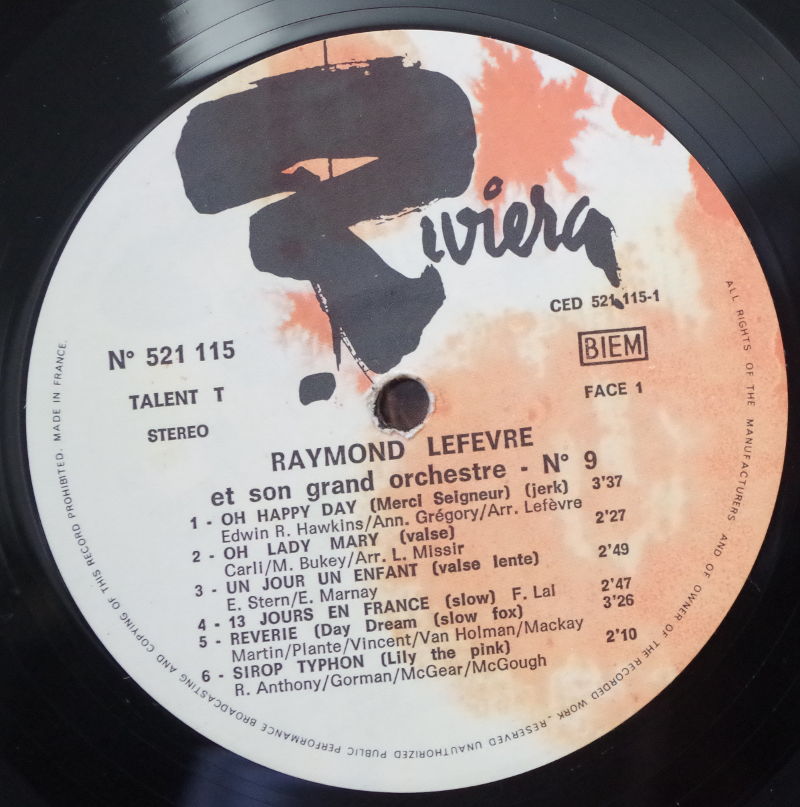 Riviera
CED 521 115-1
N° 521 115
BIEM
TALENT T
FACE 1
STEREO
RAYMOND LEFEVRE
et son grand orchestre - N° 9
1 - OH HAPPY DAY (Merci Seigneur) (jerk) 3'37
Edwin R. Hawkins/Ann. Grégory/Arr. Lefèvre
2 - OH LADY MARY (valse) 2'27
Carli/M. Bukey/Arr. L. Missir
3 - UN JOUR UN ENFANT (valse lente) 2'49
E. Stern/E. Marnay
4 - 13 JOURS EN FRANCE (slow) F. Lal 2'47
5 - REVERIE (Day Dream (slow fox) 3'26
Martin/Plante/Vincent/Van Holman/Mackay
6 - SIROP TYPHON (Lily the pink) 2'10
R. Anthony/Gorman/McGear/McGough
ALL RIGHTS OF THE MANUFACTURERS AND OF OWNER OF THE RECORDED WORK - RESERVED UNAUTHORIZED PUBLIC PERFORMANCE BROADCASTING AND COPYING OF THIS RECORD PROHIBITED. MADE IN FRANCE.